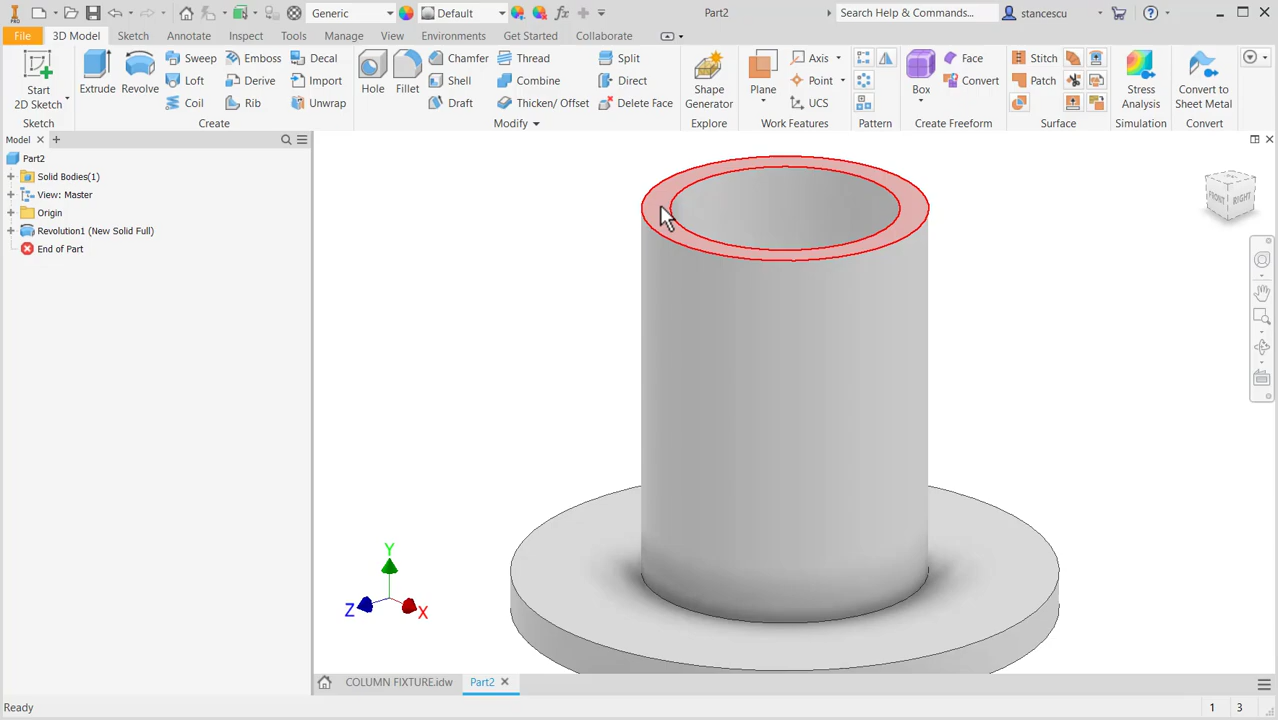 PRO Generic Default Part2 Search Help & Commands... stancescu
File 3D Model Sketch Annotate Inspect Tools Manage View Environments Get Started Collaborate
Start 2D Sketch
Extrude
Revolve
Sweep Emboss Decal
Loft Derive Import
Coil Rib Unwrap
Hole
Fillet
Chamfer Thread Split
Shell Combine Direct
Draft Thicken/ Offset Delete Face
Shape Generator
Plane
Axis
Point
UCS
Box
Face
Convert
Stitch
Patch
Stress Analysis
Convert to Sheet Metal
Sketch Create Modify Explore Work Features Pattern Create Freeform Surface Simulation Convert
Model
Part2
Solid Bodies(1)
View: Master
Origin
Revolution1 (New Solid Full)
End of Part
FRONT RIGHT
Y
Z
X
COLUMN FIXTURE.idw Part2
Ready 1 3